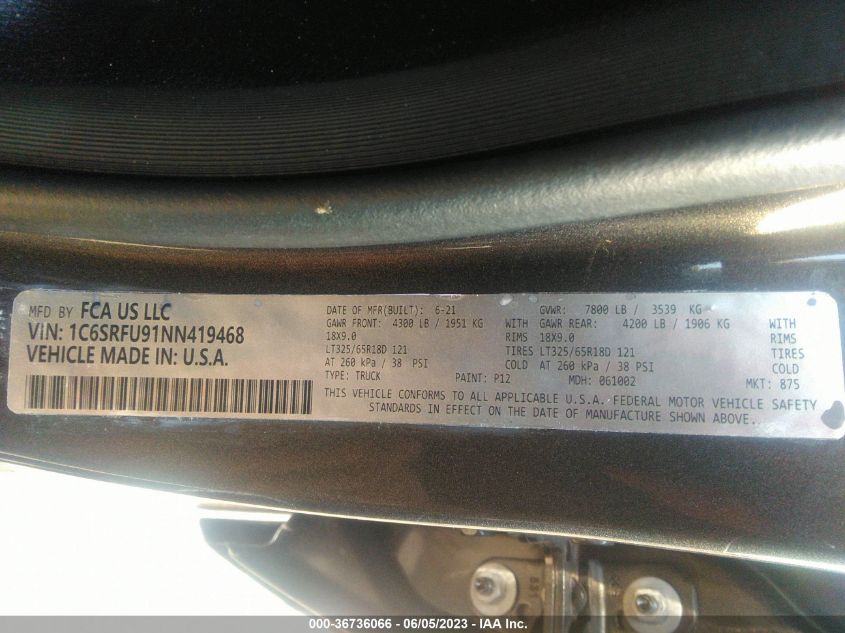 MFD BY FCA US LLC
VIN: 1C6SRFU91NN419468
VEHICLE MADE IN: U.S.A.
DATE OF MFR(BUILT): 6-21 GVWR: 7800 LB / 3539 KG
GAWR FRONT: 4300 LB / 1951 KG WITH GAWR REAR: 4200 LB / 1906 KG WITH
18X9.0 RIMS 18X9.0 RIMS
LT325/65R18D 121 TIRES LT325/65R18D 121 TIRES
AT 260 kPa / 38 PSI COLD AT 260 kPa / 38 PSI COLD
TYPE: TRUCK PAINT: P12 MDH: 061002 MKT: 875
THIS VEHICLE CONFORMS TO ALL APPLICABLE U.S.A. FEDERAL MOTOR VEHICLE SAFETY
STANDARDS IN EFFECT ON THE DATE OF MANUFACTURE SHOWN ABOVE..
000-36736066 - 06/05/2023 - IAA Inc.